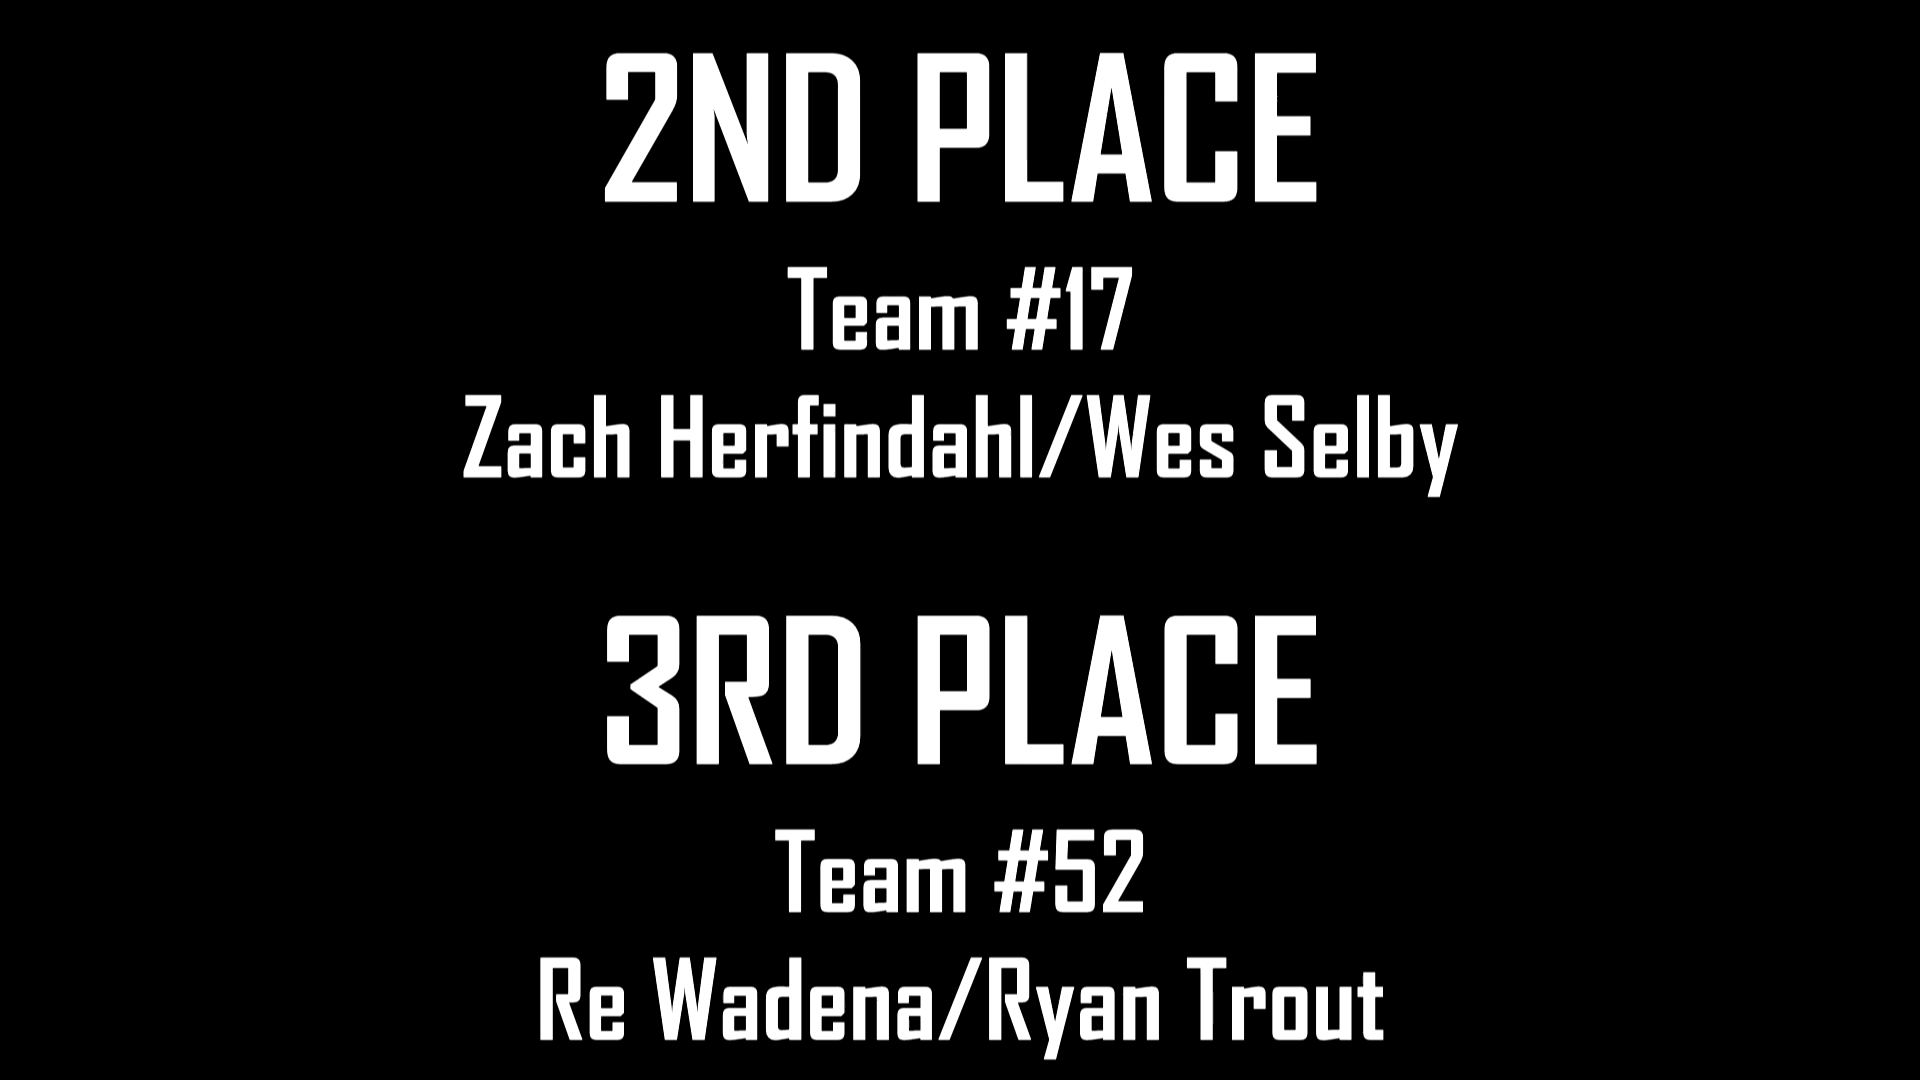 2ND PLACE
Team #17
Zach Herfindahl/Wes Selby
3RD PLACE
Team #52
Re Wadena/Ryan Trout